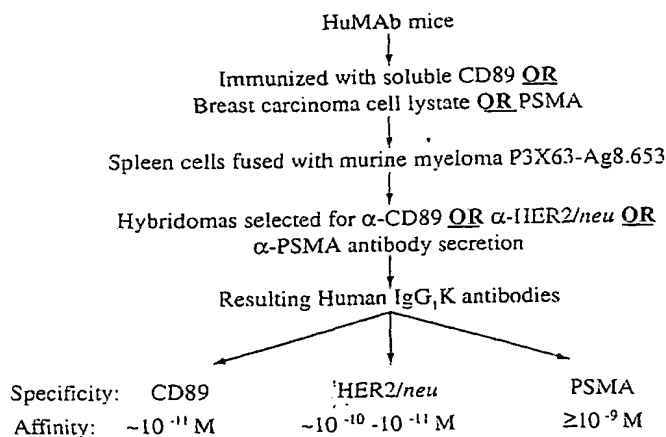 HuMAb mice
Immunized with soluble CD89 OR
Breast carcinoma cell lystate OR PSMA
Spleen cells fused with murine myeloma P3X63-Ag8.653
Hybridomas selected for α-CD89 OR α-HER2/neu OR
α-PSMA antibody secretion
Resulting Human IgG₁K antibodies
Specificity: CD89 HER2/neu PSMA
Affinity: ~10⁻¹¹ M ~10⁻¹⁰ -10⁻¹¹ M ≥10⁻⁹ M